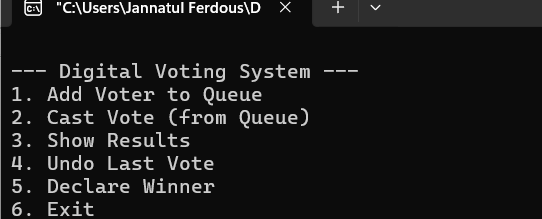 "C:\Users\Jannatul Ferdous\D
--- Digital Voting System ---
1. Add Voter to Queue
2. Cast Vote (from Queue)
3. Show Results
4. Undo Last Vote
5. Declare Winner
6. Exit